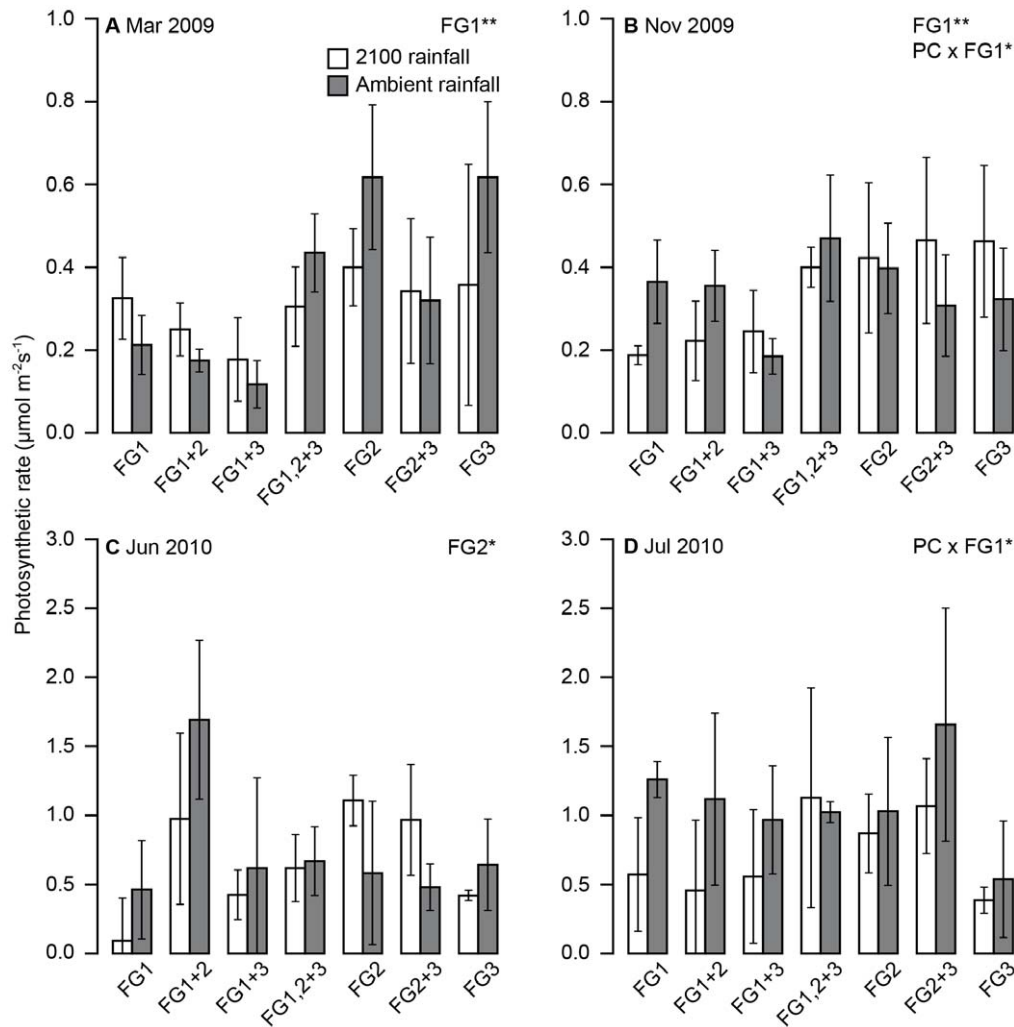 Photosynthetic rate (µmol m⁻²s⁻¹)
A Mar 2009
FG1**
2100 rainfall
Ambient rainfall
1.0
0.8
0.6
0.4
0.2
0.0
FG1
FG1+2
FG1+3
FG1,2+3
FG2
FG2+3
FG3
B Nov 2009
FG1**
PC x FG1*
1.0
0.8
0.6
0.4
0.2
0.0
FG1
FG1+2
FG1+3
FG1,2+3
FG2
FG2+3
FG3
C Jun 2010
FG2*
3.0
2.5
2.0
1.5
1.0
0.5
0.0
FG1
FG1+2
FG1+3
FG1,2+3
FG2
FG2+3
FG3
D Jul 2010
PC x FG1*
3.0
2.5
2.0
1.5
1.0
0.5
0.0
FG1
FG1+2
FG1+3
FG1,2+3
FG2
FG2+3
FG3